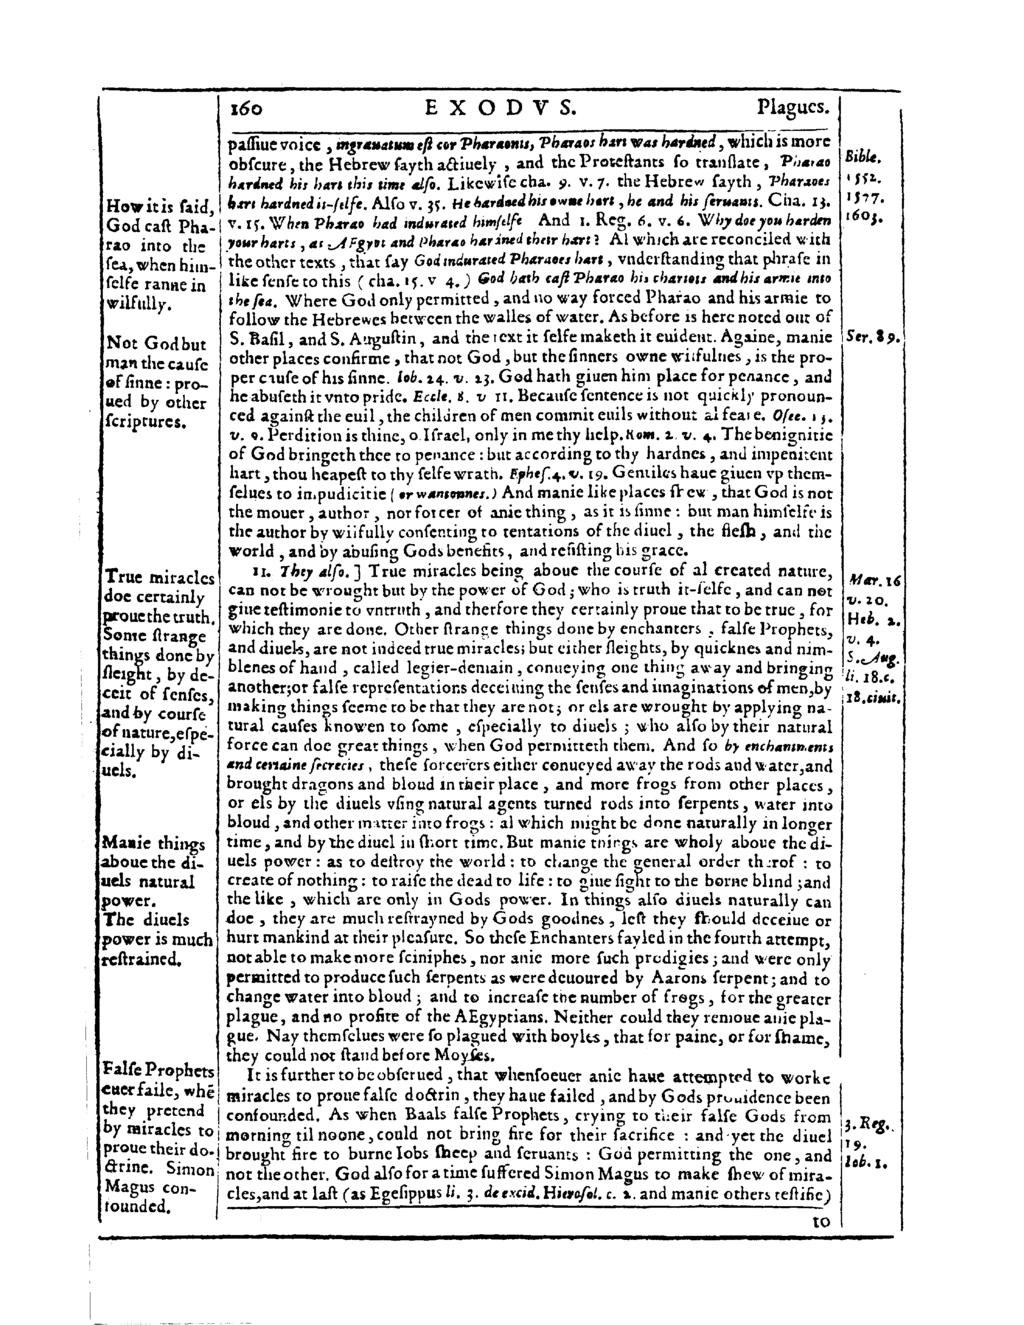 160 EXODVS. Plagues.
paſſiue voice, ingrauatum eſt cor Pharaonis, Pharaos hart was hardned, which is more
obſcure, the Hebrew ſayth actiuely, and the Proteſtants ſo tranſlate, Pharao
hardned his hart this time alſo. Likewiſe cha. 9. v. 7. the Hebrew ſayth, Pharaoes
hart hardned it-ſelfe. Alſo v. 35. He hardned his owne hart, he and his ſeruants. Cha. 13.
v. 15. When Pharao had indurated himſelfe And 1. Reg. 6. v. 6. Why doe you harden
your harts, as AEgypt and Pharao hardned their hart? Al which are reconciled with
the other texts, that ſay God indurated Pharaoes hart, vnderſtanding that phraſe in
like ſenſe to this (cha. 15. v 4.) God hath caſt Pharao his chariots and his armie into
the ſea. Where God only permitted, and no way forced Pharao and his armie to
follow the Hebrewes betwcen the walles of water. As before is here noted out of
S. Baſil, and S. Auguſtin, and the text it ſelfe maketh it euident. Againe, manie
other places confirme, that not God, but the ſinners owne wilfulnes, is the pro-
per cauſe of his ſinne. Iob. 24. v. 23. God hath giuen him place for penance, and
he abuſeth it vnto pride. Eccle. 8. v 11. Becauſe ſentence is not quickly pronoun-
ced againſt the euil, the children of men commit euils without al feare. Oſee. 13.
v. 9. Perdition is thine, o Iſrael, only in me thy help. Rom. 2. v. 4. The benignitie
of God bringeth thee to penance: but according to thy hardnes, and impenitent
hart, thou heapeſt to thy ſelfe wrath. Epheſ. 4. v. 19. Gentiles haue giuen vp them-
ſelues to impudicitie (or wantonnes.) And manie like places ſhew, that God is not
the mouer, author, nor forcer of anie thing, as it is ſinne: but man himſelfe is
the author by wilfully conſenting to tentations of the diuel, the fleſh, and the
world, and by abuſing Gods benefits, and reſiſting his grace.
11. They alſo.] True miracles being aboue the courſe of al created nature,
can not be wrought but by the power of God; who is truth it-ſelfe, and can not
giue teſtimonie to vntruth, and therfore they certainly proue that to be true, for
which they are done. Other ſtrange things done by enchanters, falſe Prophets,
and diuels, are not indeed true miracles; but either ſleights, by quicknes and nim-
blenes of hand, called legier-demain, conueying one thing away and bringing
another; or falſe repreſentations deceiuing the ſenſes and imaginations of men, by
making things ſeeme to be that they are not; or els are wrought by applying na-
tural cauſes knowen to ſome, eſpecially to diuels; who alſo by their natural
force can doe great things, when God permitteth them. And ſo by enchantments
and certaine ſecrecies, theſe ſorcerers either conueyed away the rods and water, and
brought dragons and bloud in their place, and more frogs from other places,
or els by the diuels vſing natural agents turned rods into ſerpents, water into
bloud, and other matter into frogs: al which might be done naturally in longer
time, and by the diuel in ſhort time. But manie things are wholy aboue the di-
uels power: as to deſtroy the world: to change the general order therof: to
create of nothing: to raiſe the dead to life: to giue ſight to the borne blind; and
the like, which are only in Gods power. In things alſo diuels naturally can
doe, they are much reſtrayned by Gods goodnes, leſt they ſhould deceiue or
hurt mankind at their pleaſure. So theſe Enchanters fayled in the fourth attempt,
not able to make more ſciniphes, nor anie more ſuch prodigies; and were only
permitted to produce ſuch ſerpents as were deuoured by Aarons ſerpent; and to
change water into bloud; and to increaſe the number of frogs, for the greater
plague, and no profite of the AEgyptians. Neither could they remoue anie pla-
gue. Nay themſelues were ſo plagued with boyles, that for paine, or for ſhame,
they could not ſtand before Moyſes.
It is further to be obſerued, that whenſoeuer anie haue attempted to worke
miracles to proue falſe doctrin, they haue failed, and by Gods prouidence been
confounded. As when Baals falſe Prophets, crying to their falſe Gods from
morning til noone, could not bring fire for their ſacrifice: and yet the diuel
brought fire to burne Iobs ſheep and ſeruants: God permitting the one, and
not the other. God alſo for a time ſuffered Simon Magus to make ſhew of mira-
cles, and at laſt (as Egeſippus li. 3. de excid. Hieroſol. c. 2. and manie others teſtifie)
to
How it is ſaid,
God caſt Pha-
rao into the
ſea, when him-
ſelfe ranne in
wilfully.
Not God but
man the cauſe
of ſinne: pro-
ued by other
ſcriptures.
True miracles
doe certainly
proue the truth.
Some ſtrange
things done by
ſleight, by de-
ceit of ſenſes,
and by courſe
of nature, eſpe-
cially by di-
uels.
Manie things
aboue the di-
uels natural
power.
The diuels
power is much
reſtrained.
Falſe Prophets
euer faile, whē
they pretend
by miracles to
proue their do-
ctrine. Simon
Magus con-
founded.
Bible.
1552.
1577.
1603.
Ser. 89.
Mar. 16
v. 20.
Heb. 2.
v. 4.
S. Aug.
li. 18. c.
18. ciuit.
3. Reg.
19.
Iob. 1.